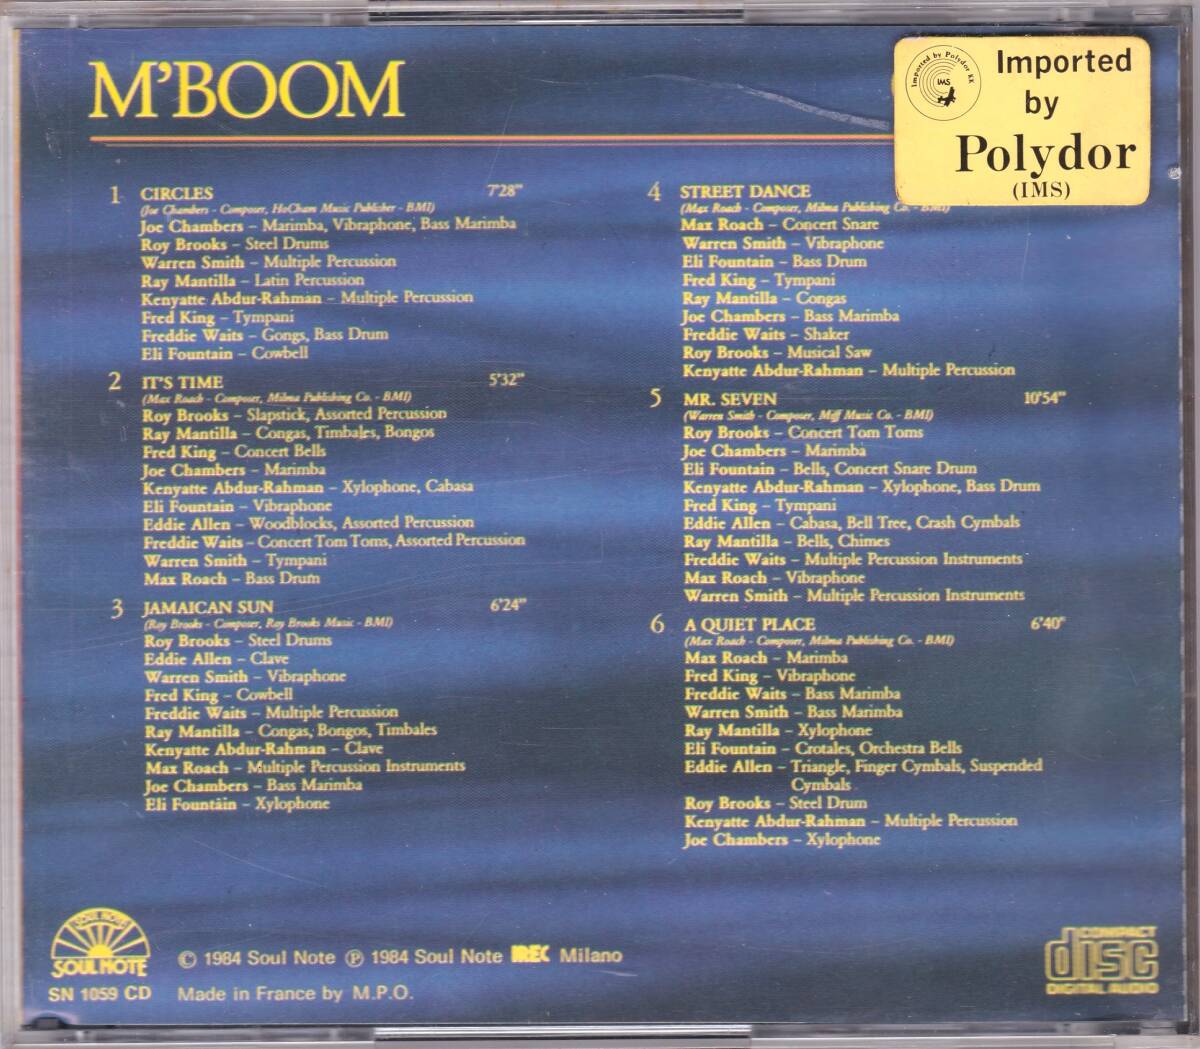 M'BOOM
Imported by Polydor KK
IMS
Imported
by
Polydor
(IMS)
1 CIRCLES 7'28"
(Joe Chambers - Composer, HoCham Music Publisher - BMI)
Joe Chambers – Marimba, Vibraphone, Bass Marimba
Roy Brooks – Steel Drums
Warren Smith – Multiple Percussion
Ray Mantilla – Latin Percussion
Kenyatte Abdur-Rahman – Multiple Percussion
Fred King – Tympani
Freddie Waits – Gongs, Bass Drum
Eli Fountain – Cowbell
2 IT'S TIME 5'32"
(Max Roach - Composer, Milma Publishing Co. - BMI)
Roy Brooks – Slapstick, Assorted Percussion
Ray Mantilla – Congas, Timbales, Bongos
Fred King – Concert Bells
Joe Chambers – Marimba
Kenyatte Abdur-Rahman – Xylophone, Cabasa
Eli Fountain – Vibraphone
Eddie Allen – Woodblocks, Assorted Percussion
Freddie Waits – Concert Tom Toms, Assorted Percussion
Warren Smith – Tympani
Max Roach – Bass Drum
3 JAMAICAN SUN 6'24"
(Roy Brooks - Composer, Roy Brooks Music - BMI)
Roy Brooks – Steel Drums
Eddie Allen – Clave
Warren Smith – Vibraphone
Fred King – Cowbell
Freddie Waits – Multiple Percussion
Ray Mantilla – Congas, Bongos, Timbales
Kenyatte Abdur-Rahman – Clave
Max Roach – Multiple Percussion Instruments
Joe Chambers – Bass Marimba
Eli Fountain – Xylophone
4 STREET DANCE
(Max Roach - Composer, Milma Publishing Co. - BMI)
Max Roach – Concert Snare
Warren Smith – Vibraphone
Eli Fountain – Bass Drum
Fred King – Tympani
Ray Mantilla – Congas
Joe Chambers – Bass Marimba
Freddie Waits – Shaker
Roy Brooks – Musical Saw
Kenyatte Abdur-Rahman – Multiple Percussion
5 MR. SEVEN 10'54"
(Warren Smith - Composer, Miff Music Co. - BMI)
Roy Brooks – Concert Tom Toms
Joe Chambers – Marimba
Eli Fountain – Bells, Concert Snare Drum
Kenyatte Abdur-Rahman – Xylophone, Bass Drum
Fred King – Tympani
Eddie Allen – Cabasa, Bell Tree, Crash Cymbals
Ray Mantilla – Bells, Chimes
Freddie Waits – Multiple Percussion Instruments
Max Roach – Vibraphone
Warren Smith – Multiple Percussion Instruments
6 A QUIET PLACE 6'40"
(Max Roach - Composer, Milma Publishing Co. - BMI)
Max Roach – Marimba
Fred King – Vibraphone
Freddie Waits – Bass Marimba
Warren Smith – Bass Marimba
Ray Mantilla – Xylophone
Eli Fountain – Crotales, Orchestra Bells
Eddie Allen – Triangle, Finger Cymbals, Suspended
Cymbals
Roy Brooks – Steel Drum
Kenyatte Abdur-Rahman – Multiple Percussion
Joe Chambers – Xylophone
SOUL NOTE
SOUL NOTE
SN 1059 CD
© 1984 Soul Note ℗ 1984 Soul Note IREC Milano
Made in France by M.P.O.
COMPACT
disc
DIGITAL AUDIO